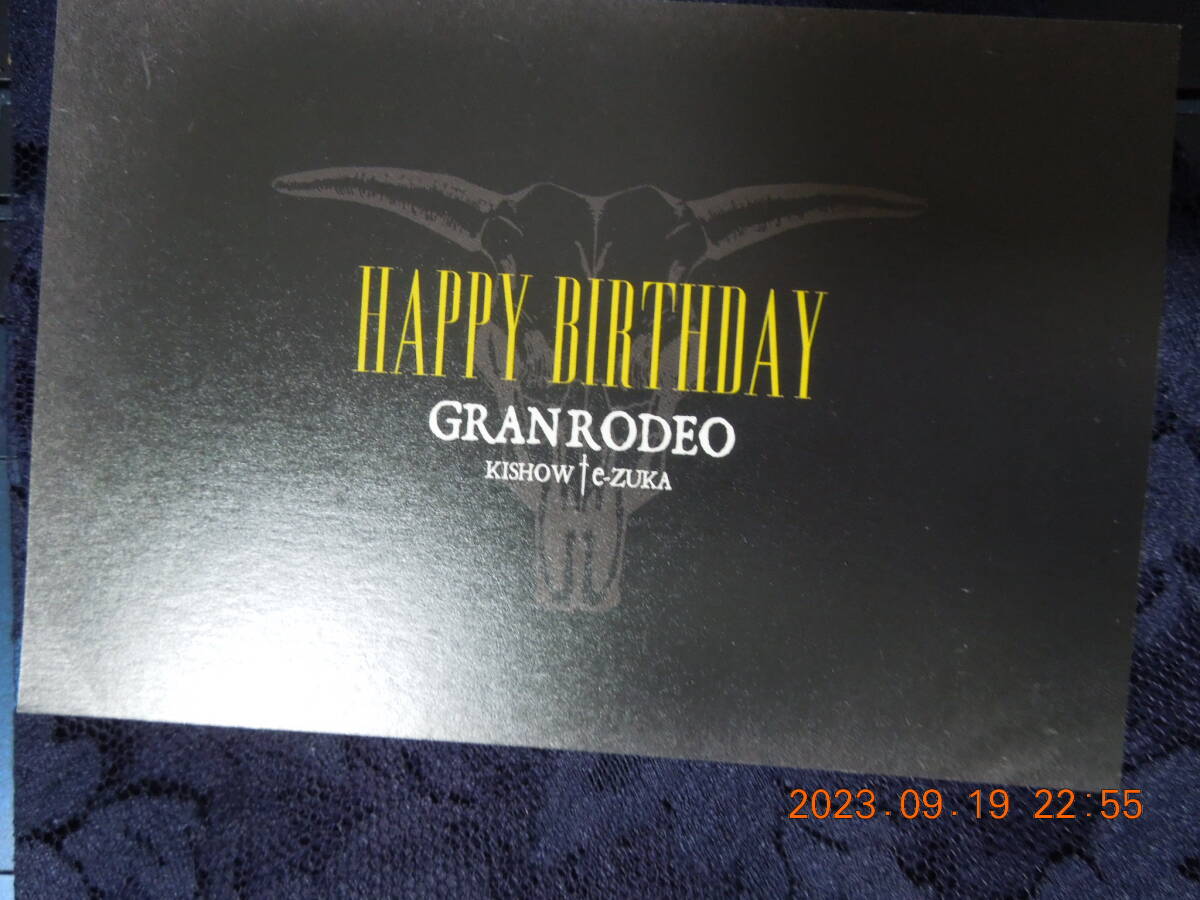 HAPPY BIRTHDAY
GRANRODEO
KISHOW†e-ZUKA
2023.09.19 22:55